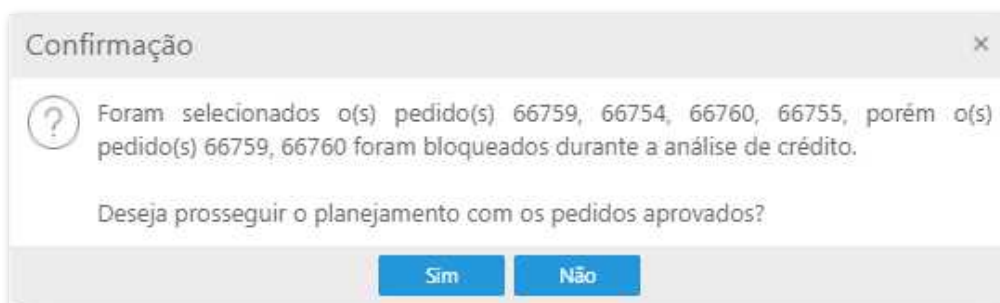 Confirmação
Foram selecionados o(s) pedido(s) 66759, 66754, 66760, 66755, porém o(s)
pedido(s) 66759, 66760 foram bloqueados durante a análise de crédito.
Deseja prosseguir o planejamento com os pedidos aprovados?
Sim
Não